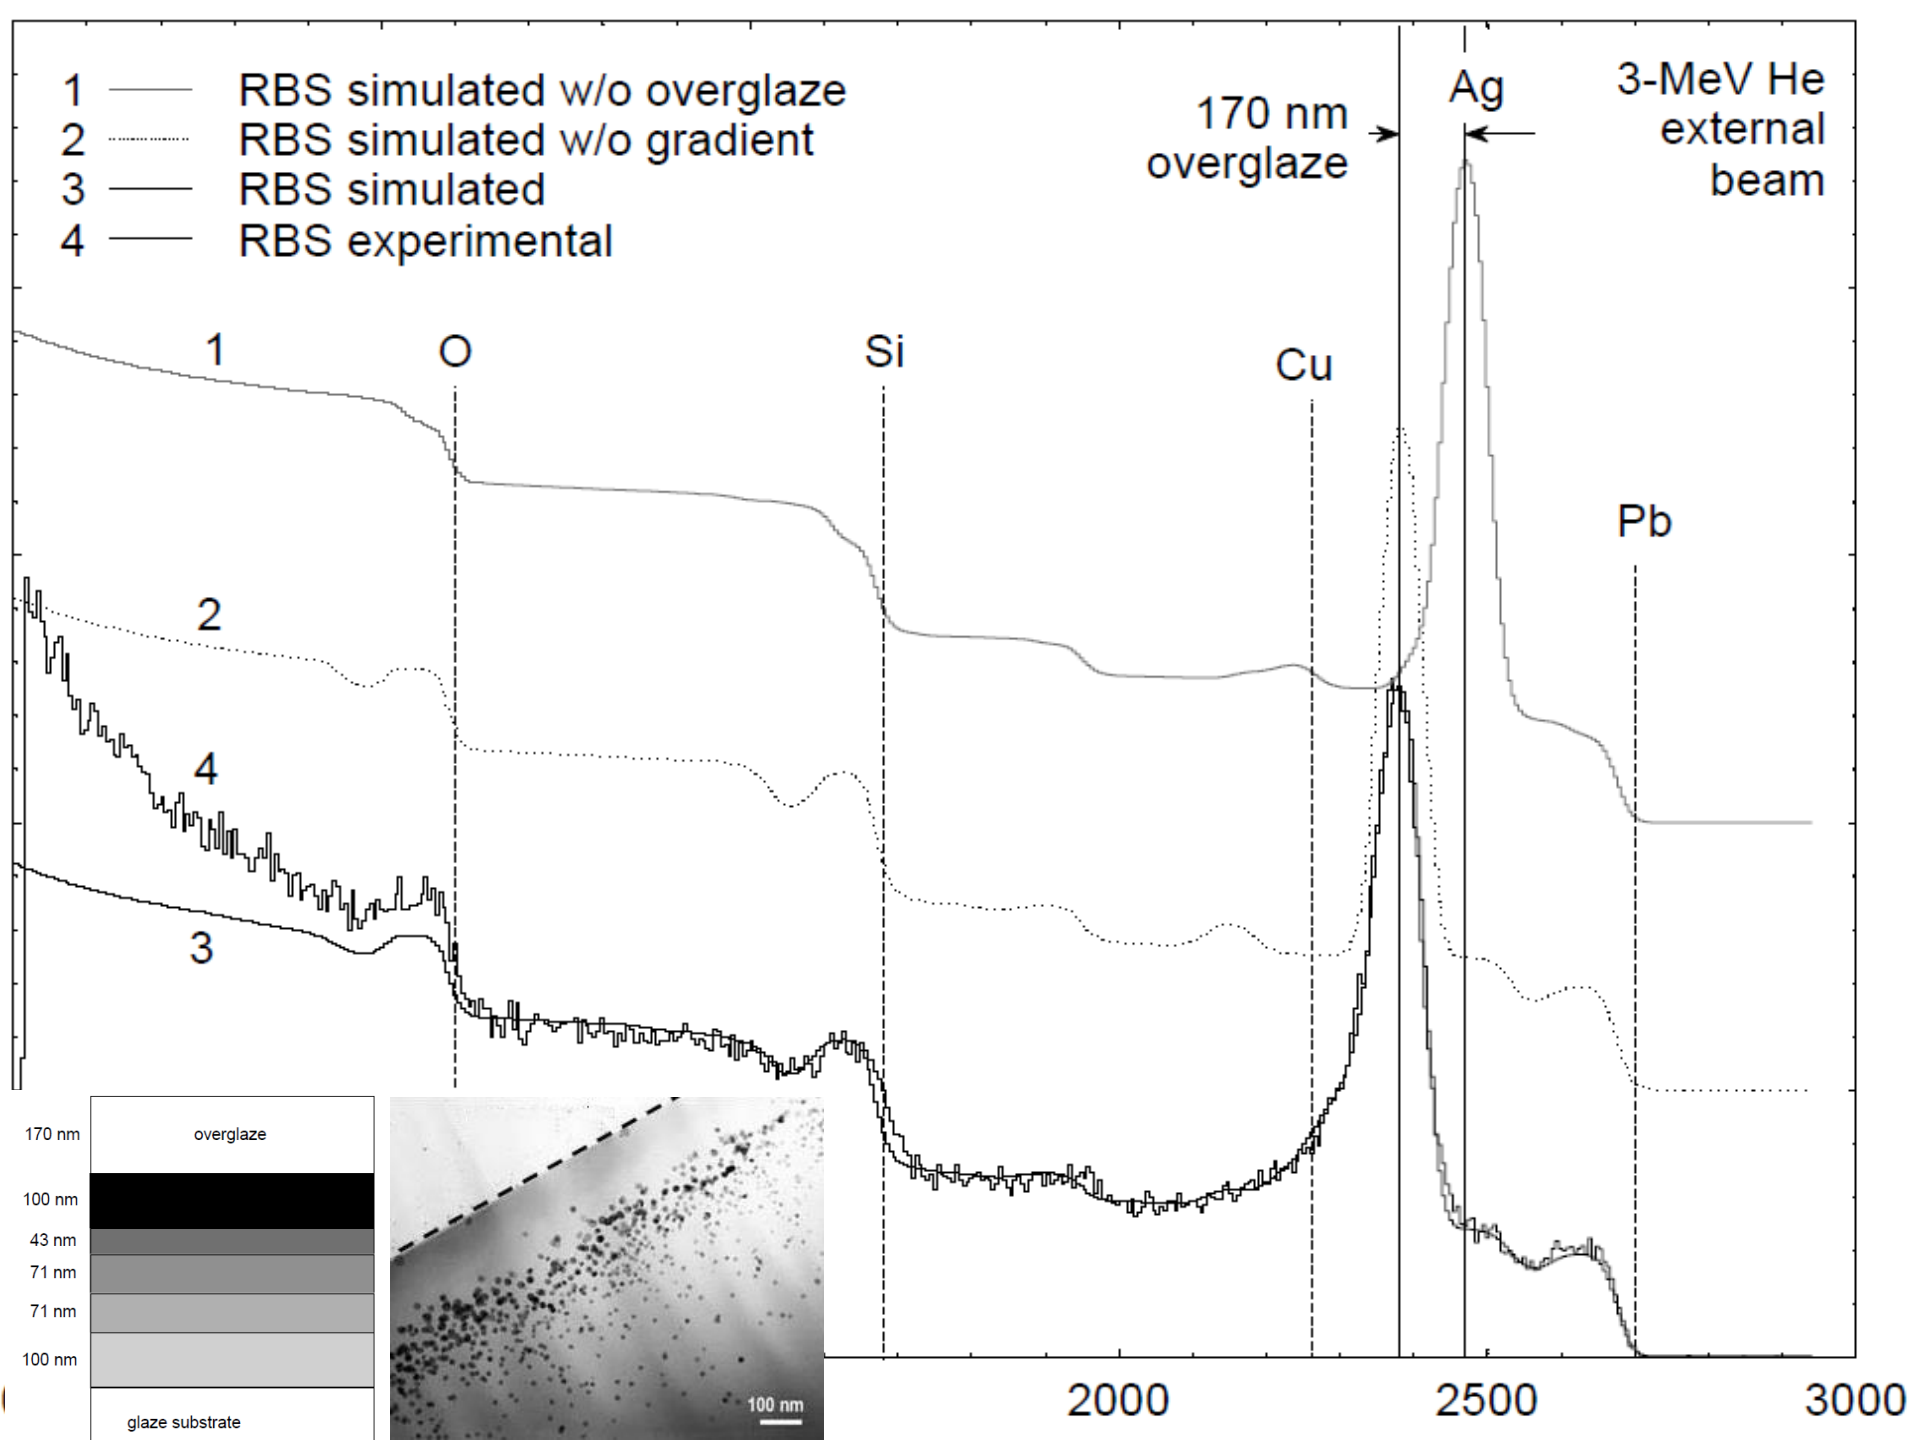 1 RBS simulated w/o overglaze
2 RBS simulated w/o gradient
3 RBS simulated
4 RBS experimental
170 nm
overglaze
Ag
3-MeV He
external
beam
1
O
Si
Cu
Pb
2
4
3
170 nm overglaze
100 nm
43 nm
71 nm
71 nm
100 nm
glaze substrate
100 nm
2000
2500
3000